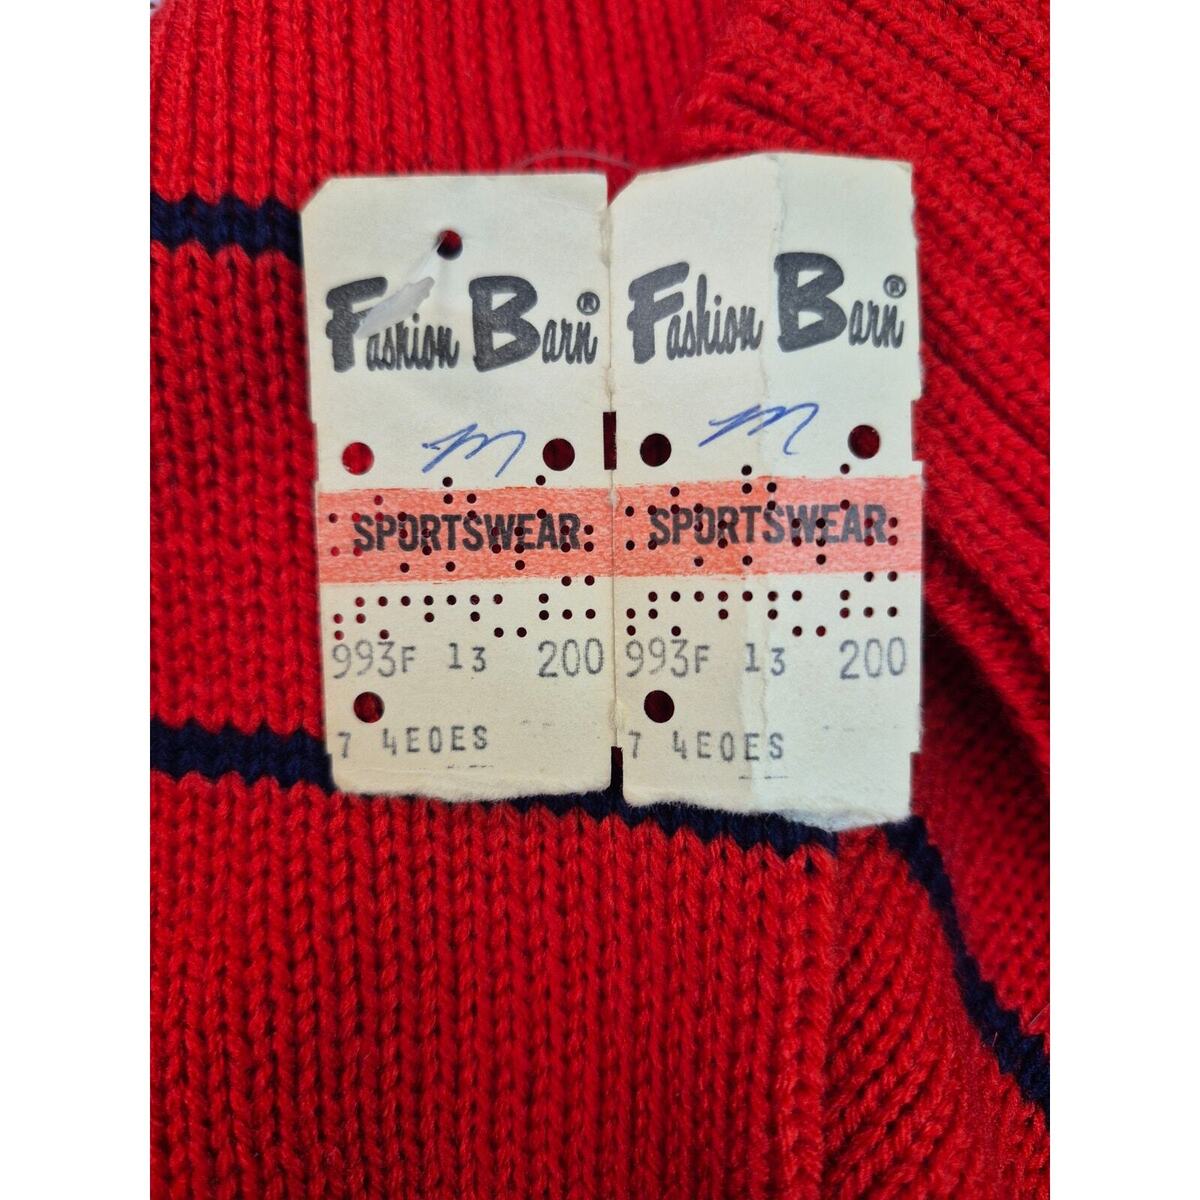 Fashion Barn®
m
SPORTSWEAR
993F 13 200
7 4E0ES
Fashion Barn®
m
SPORTSWEAR
993F 13 200
7 4E0ES